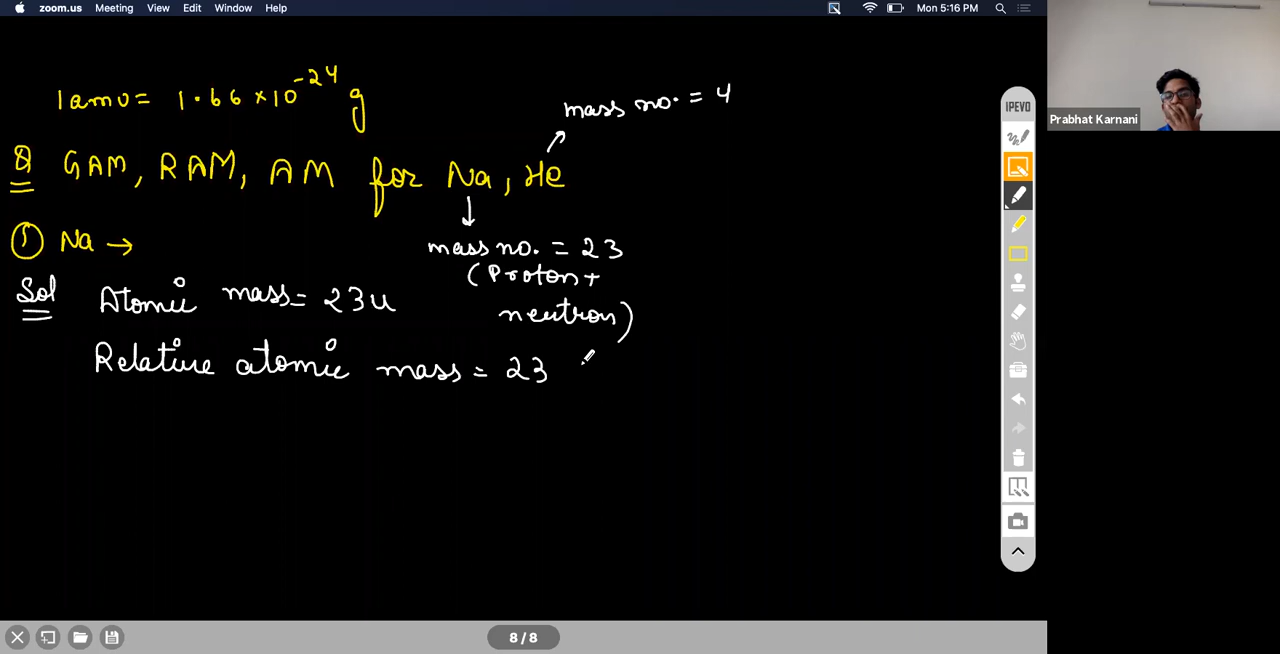 zoom.us Meeting View Edit Window Help Mon 5:16 PM
1amu = 1.66 × 10⁻²⁴ g
mass no. = 4
Q GAM, RAM, AM for Na, He
① Na →
mass no. = 23
(Proton +
neutron)
Sol Atomic mass = 23u
Relative atomic mass = 23
8/8
IPEVO
Prabhat Karnani